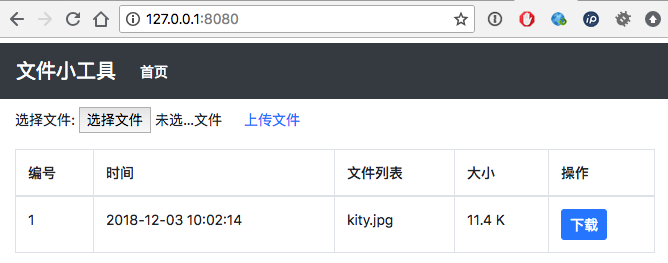 127.0.0.1:8080
文件小工具 首页
选择文件: 选择文件 未选...文件 上传文件
编号 时间 文件列表 大小 操作
1 2018-12-03 10:02:14 kity.jpg 11.4 K 下载